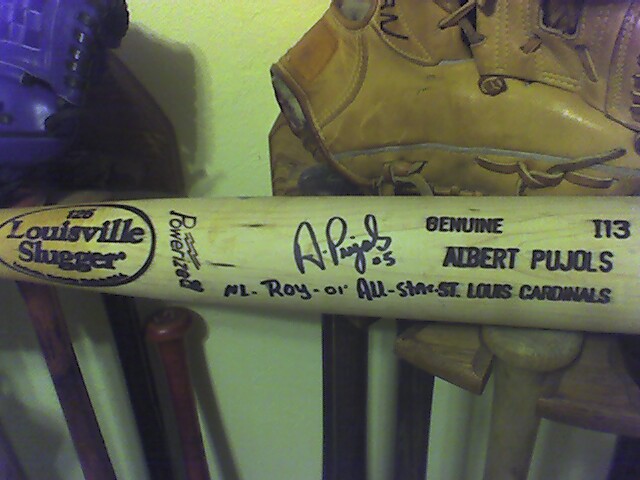 125
Louisville
Slugger
Powerized
A Pujols
05
NL - Roy - 01 All-Star
GENUINE I13
ALBERT PUJOLS
ST. LOUIS CARDINALS